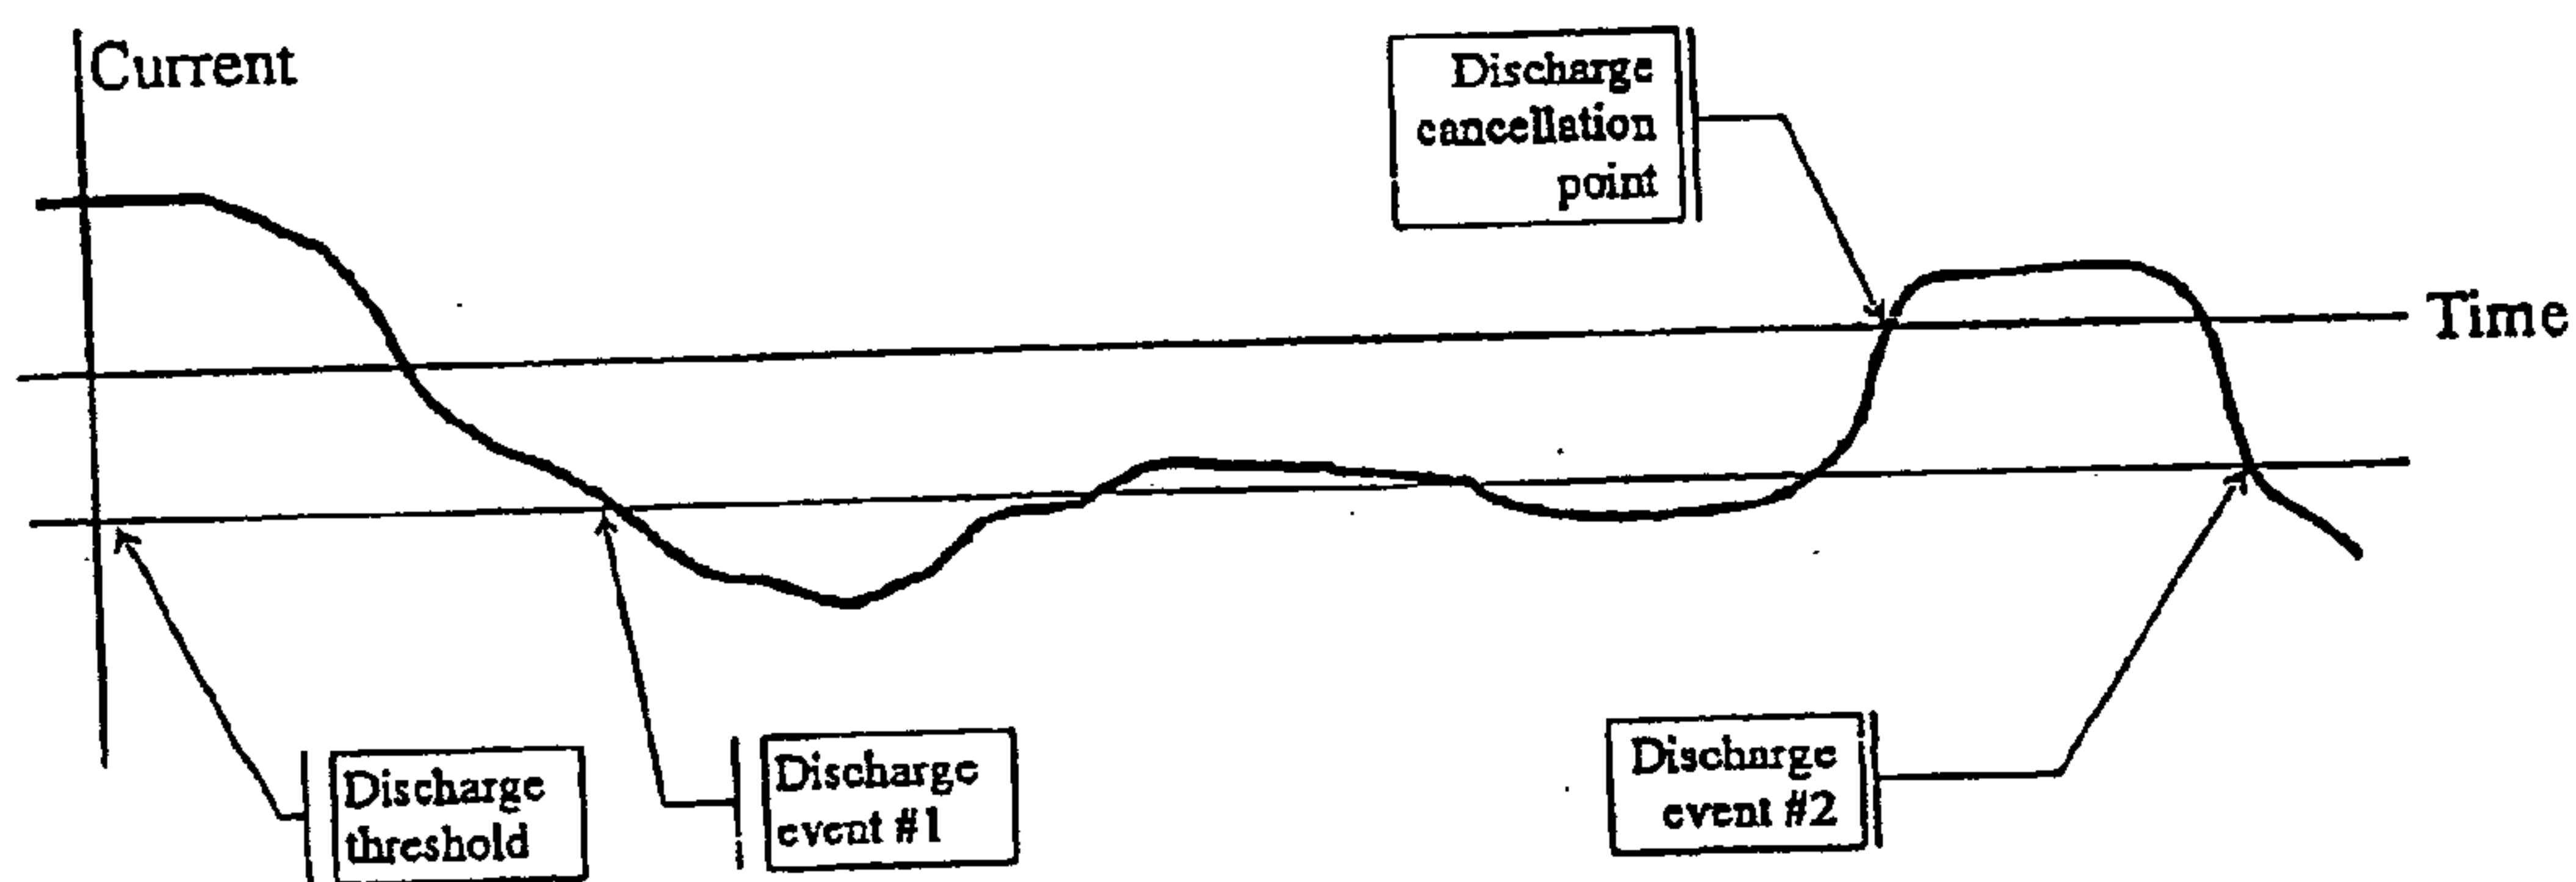 Current
Discharge
cancellation
point
Time
Discharge
threshold
Discharge
event #1
Discharge
event #2